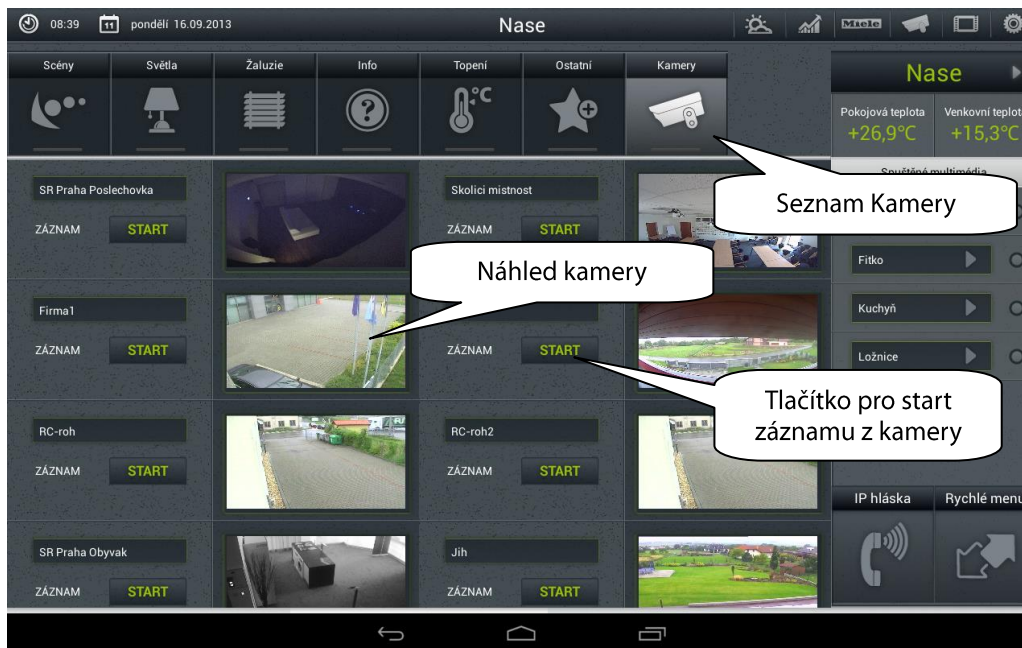 08:39 11 pondělí 16.09.2013 Nase Miele
Scény Světla Žaluzie Info Topení Ostatní Kamery
°C
Nase
Pokojová teplota Venkovní teplota
+26,9°C +15,3°C
Spuštěné multimédia
Seznam Kamery
SR Praha Poslechovka
ZÁZNAM START
Skolici mistnost
ZÁZNAM START
Náhled kamery
Fitko
Kuchyň
Ložnice
Firma1
ZÁZNAM START
ZÁZNAM START
Tlačítko pro start
záznamu z kamery
RC-roh
ZÁZNAM START
RC-roh2
ZÁZNAM START
IP hláska Rychlé menu
SR Praha Obyvak
ZÁZNAM START
Jih
ZÁZNAM START